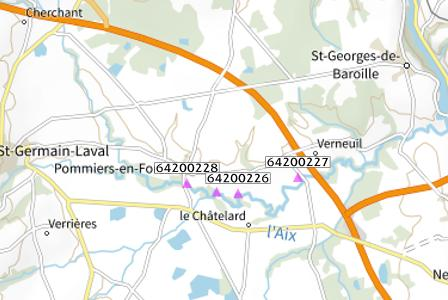 Cherchant
St-Georges-de-
Baroille
St-Germain-Laval
Verneuil
Pommiers-en-Fo
64200228
64200227
64200226
le Châtelard
Verrières
l'Aix
Ne